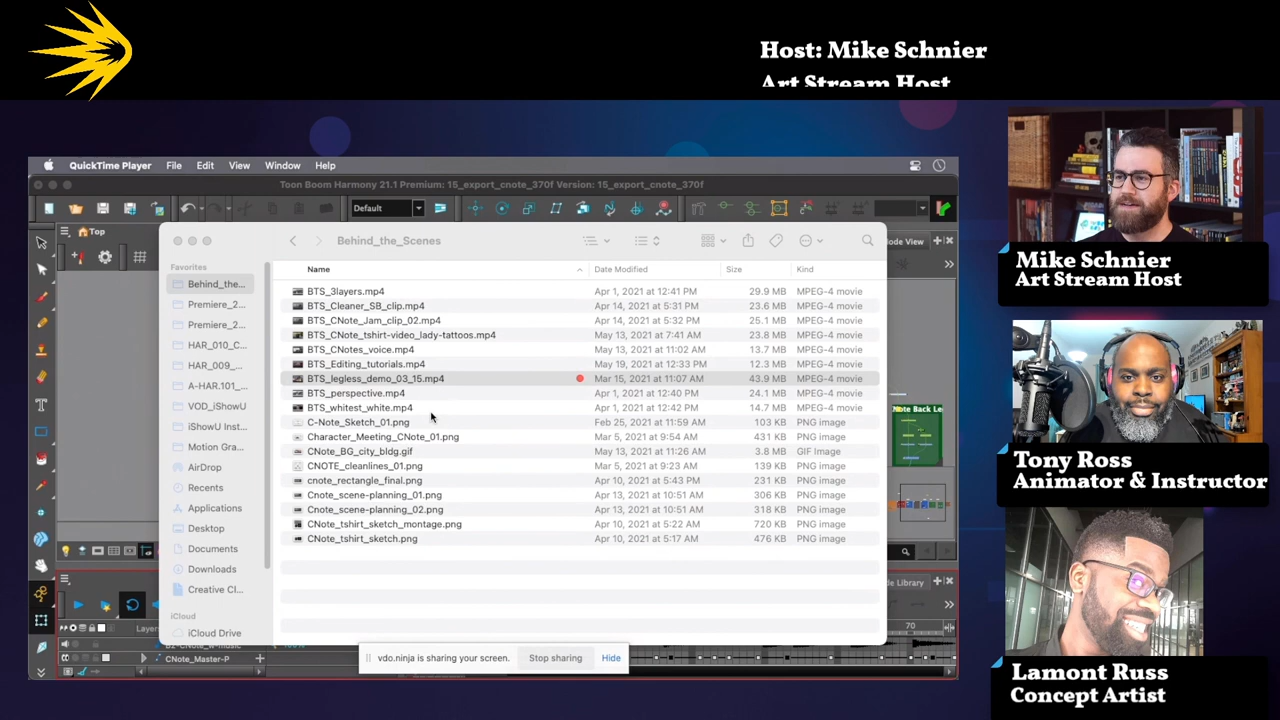 Host: Mike Schnier
Art Stream Host
QuickTime Player File Edit View Window Help
Toon Boom Harmony 21.1 Premium: 15_export_cnote_370f Version: 15_export_cnote_370f
Default
Top
Behind_the_Scenes
Node View
Favorites
Name Date Modified Size Kind
Behind_the...
BTS_3layers.mp4 Apr 1, 2021 at 12:41 PM 29.9 MB MPEG-4 movie
Premiere_2...
BTS_Cleaner_SB_clip.mp4 Apr 14, 2021 at 5:31 PM 23.6 MB MPEG-4 movie
BTS_CNote_Jam_clip_02.mp4 Apr 14, 2021 at 5:32 PM 25.1 MB MPEG-4 movie
Premiere_2...
BTS_CNote_tshirt-video_lady-tattoos.mp4 May 13, 2021 at 7:41 AM 23.8 MB MPEG-4 movie
HAR_010_C...
BTS_CNotes_voice.mp4 May 13, 2021 at 11:02 AM 13.7 MB MPEG-4 movie
HAR_009_...
BTS_Editing_tutorials.mp4 May 19, 2021 at 12:33 PM 12.3 MB MPEG-4 movie
BTS_legless_demo_03_15.mp4 Mar 15, 2021 at 11:07 AM 43.9 MB MPEG-4 movie
A-HAR.101_...
BTS_perspective.mp4 Apr 1, 2021 at 12:40 PM 24.1 MB MPEG-4 movie
VOD_iShowU
BTS_whitest_white.mp4 Apr 1, 2021 at 12:42 PM 14.7 MB MPEG-4 movie
Note Back Le
C-Note_Sketch_01.png Feb 25, 2021 at 11:59 AM 103 KB PNG image
iShowU Inst...
Character_Meeting_CNote_01.png Mar 5, 2021 at 9:54 AM 431 KB PNG image
Motion Gra...
CNote_BG_city_bldg.gif May 13, 2021 at 11:26 AM 3.8 MB GIF Image
AirDrop
CNOTE_cleanlines_01.png Mar 5, 2021 at 9:23 AM 139 KB PNG image
cnote_rectangle_final.png Apr 10, 2021 at 5:43 PM 231 KB PNG image
Recents
Cnote_scene-planning_01.png Apr 13, 2021 at 10:51 AM 306 KB PNG image
Applications
Cnote_scene-planning_02.png Apr 13, 2021 at 10:51 AM 318 KB PNG image
Desktop
CNote_tshirt_sketch_montage.png Apr 10, 2021 at 5:22 AM 720 KB PNG image
CNote_tshirt_sketch.png Apr 10, 2021 at 5:17 AM 476 KB PNG image
Documents
Downloads
Creative Cl...
de Library
iCloud
70
iCloud Drive
Layer
vdo.ninja is sharing your screen. Stop sharing Hide
CNote_Master-P
Mike Schnier
Art Stream Host
Tony Ross
Animator & Instructor
Lamont Russ
Concept Artist